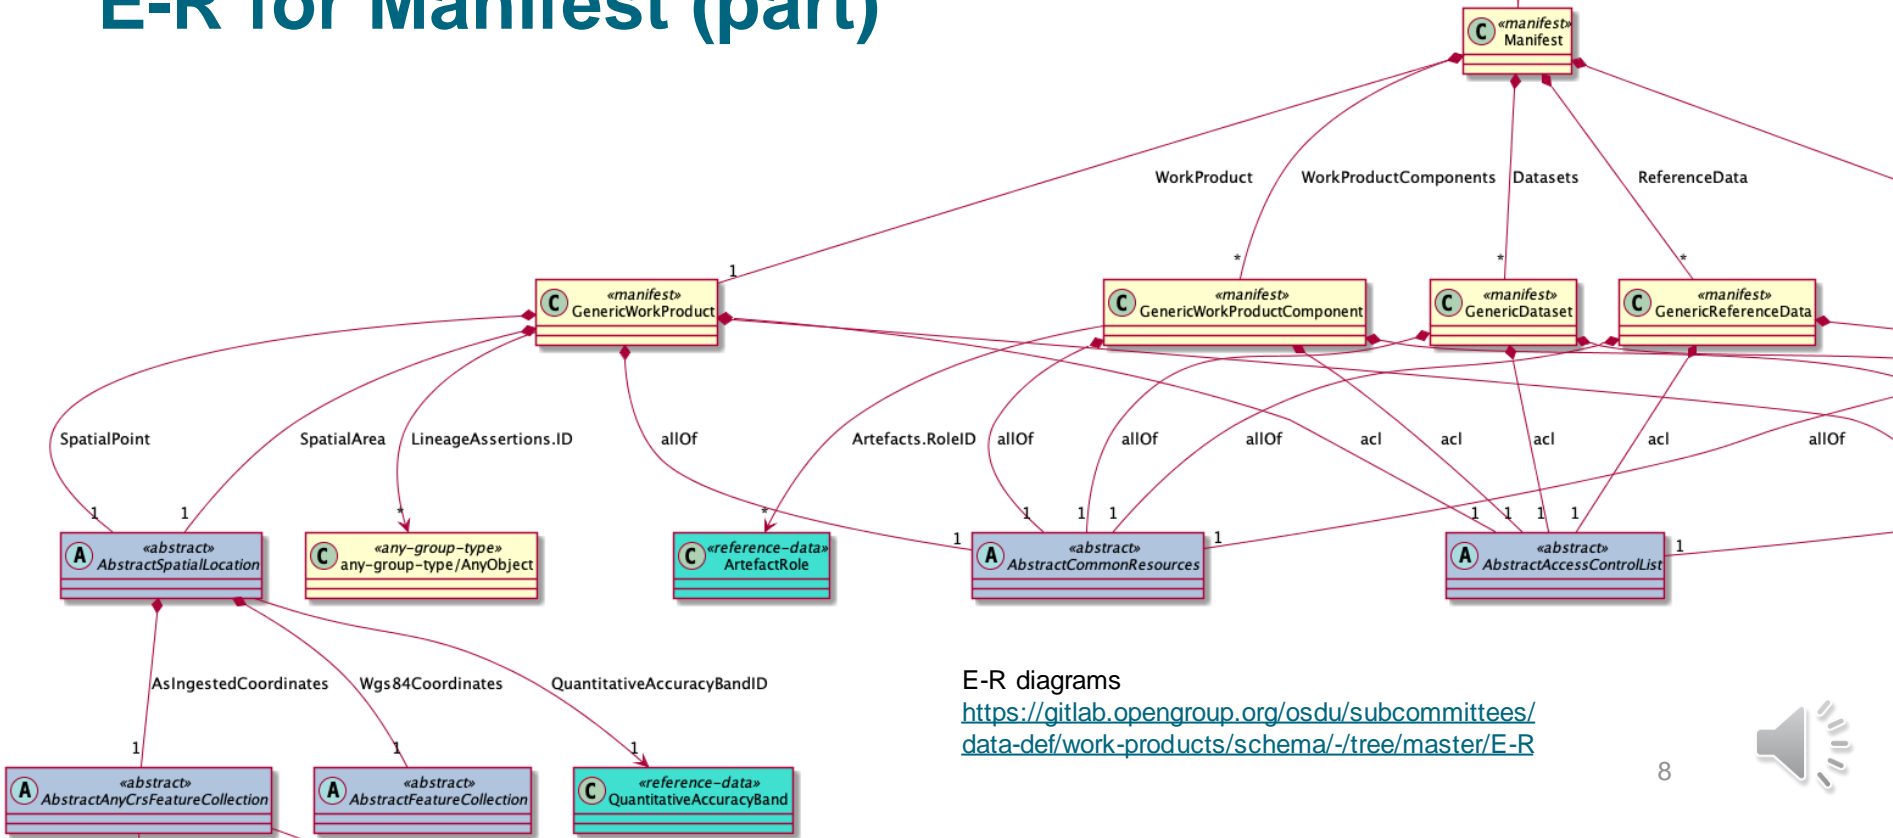 E-R for Manifest (part)
C «manifest»
Manifest
WorkProduct
WorkProductComponents
Datasets
ReferenceData
1
*
*
*
C «manifest»
GenericWorkProduct
C «manifest»
GenericWorkProductComponent
C «manifest»
GenericDataset
C «manifest»
GenericReferenceData
SpatialPoint
SpatialArea
LineageAssertions.ID
allOf
Artefacts.RoleID
allOf
allOf
allOf
acl
acl
acl
acl
allOf
1
1
*
*
1
1
1
1
1
1
1
1
1
1
1
A «abstract»
AbstractSpatialLocation
C «any-group-type»
any-group-type/AnyObject
C «reference-data»
ArtefactRole
A «abstract»
AbstractCommonResources
A «abstract»
AbstractAccessControlList
AsIngestedCoordinates
Wgs84Coordinates
QuantitativeAccuracyBandID
1
1
1
A «abstract»
AbstractAnyCrsFeatureCollection
A «abstract»
AbstractFeatureCollection
C «reference-data»
QuantitativeAccuracyBand
E-R diagrams
https://gitlab.opengroup.org/osdu/subcommittees/
data-def/work-products/schema/-/tree/master/E-R
8